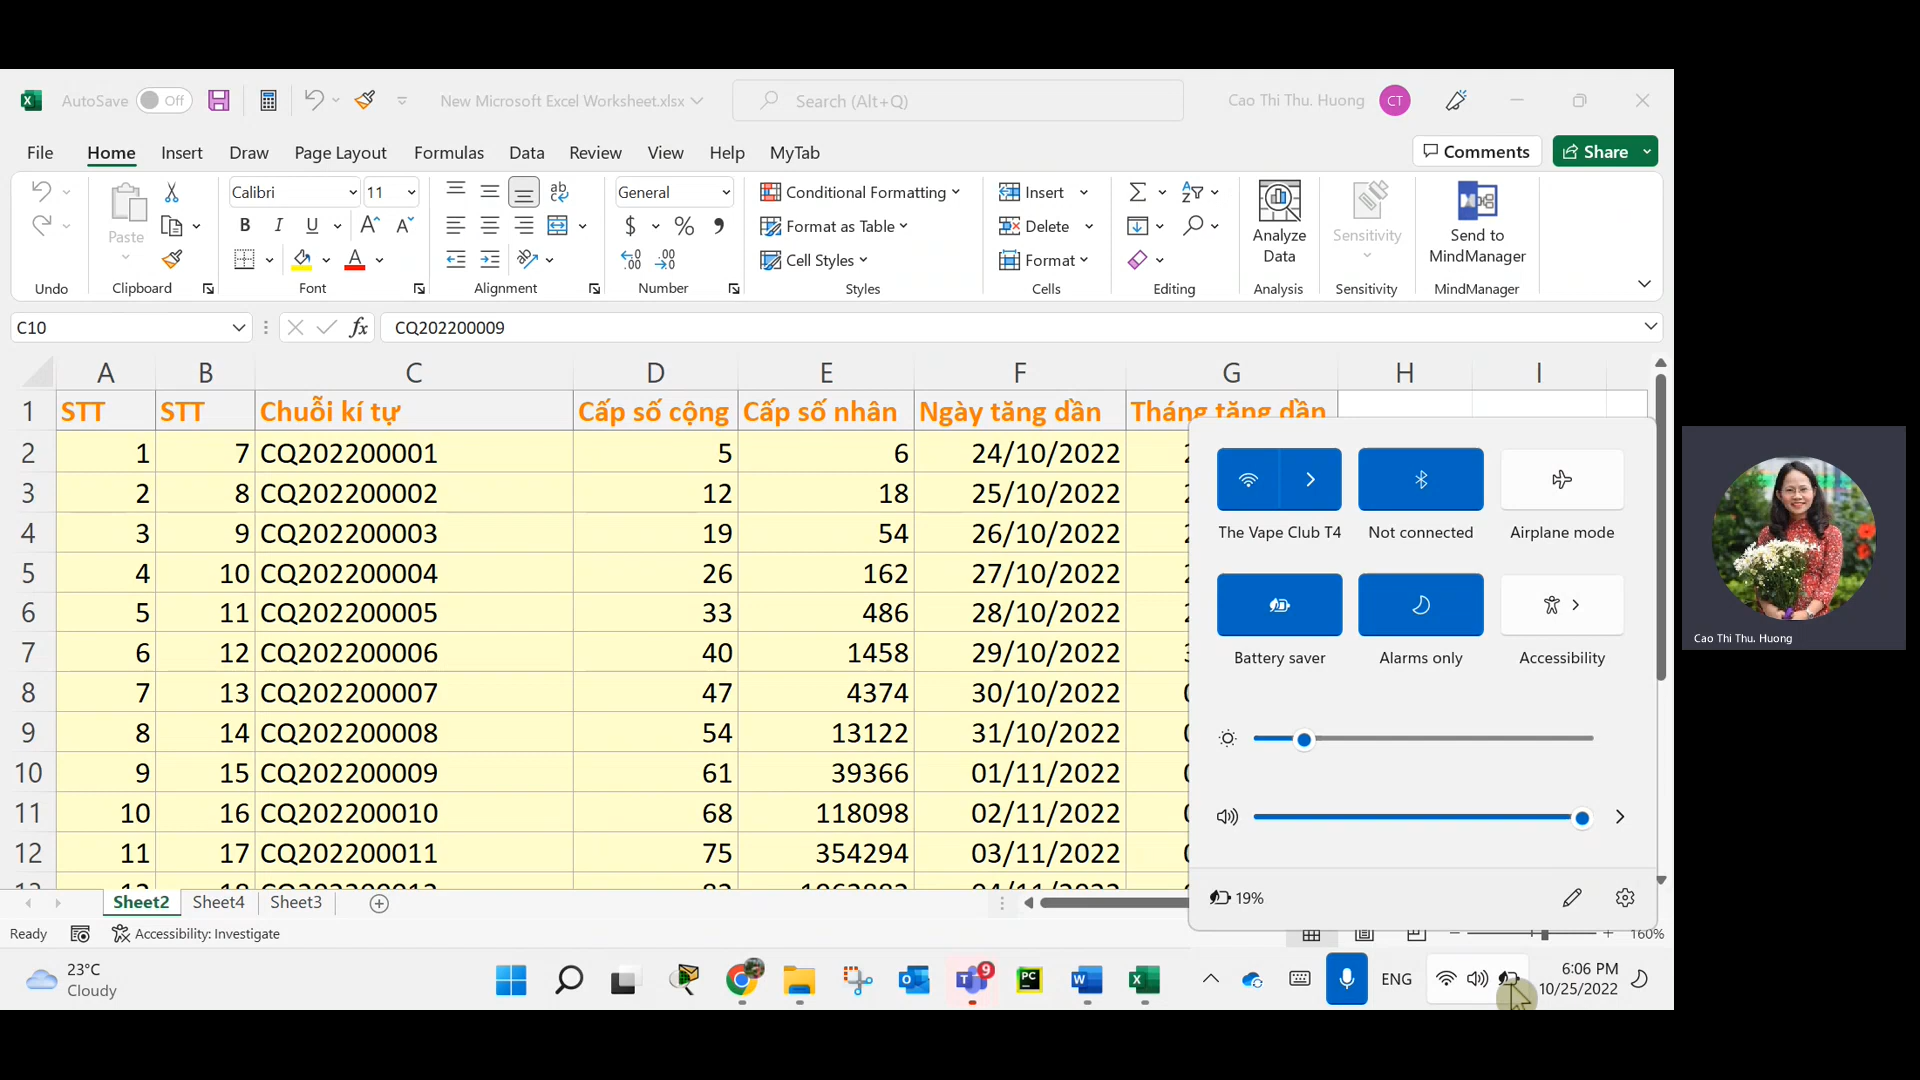 AutoSave Off New Microsoft Excel Worksheet.xlsx Search (Alt+Q) Cao Thi Thu. Huong CT
File Home Insert Draw Page Layout Formulas Data Review View Help MyTab Comments Share
Calibri 11 General Conditional Formatting Insert
Paste B I U $ % Format as Table Delete Analyze Data Sensitivity Send to MindManager
Cell Styles Format
Undo Clipboard Font Alignment Number Styles Cells Editing Analysis Sensitivity MindManager
C10 fx CQ202200009
A B C D E F G H I
1 STT STT Chuỗi kí tự Cấp số cộng Cấp số nhân Ngày tăng dần Tháng tăng dần
2 1 7 CQ202200001 5 6 24/10/2022
3 2 8 CQ202200002 12 18 25/10/2022
4 3 9 CQ202200003 19 54 26/10/2022
5 4 10 CQ202200004 26 162 27/10/2022
6 5 11 CQ202200005 33 486 28/10/2022
7 6 12 CQ202200006 40 1458 29/10/2022
8 7 13 CQ202200007 47 4374 30/10/2022
9 8 14 CQ202200008 54 13122 31/10/2022
10 9 15 CQ202200009 61 39366 01/11/2022
11 10 16 CQ202200010 68 118098 02/11/2022
12 11 17 CQ202200011 75 354294 03/11/2022
The Vape Club T4 Not connected Airplane mode
Battery saver Alarms only Accessibility
19%
Cao Thi Thu. Huong
Sheet2 Sheet4 Sheet3
Ready Accessibility: Investigate 160%
23°C
Cloudy
9
PC
ENG
6:06 PM
10/25/2022